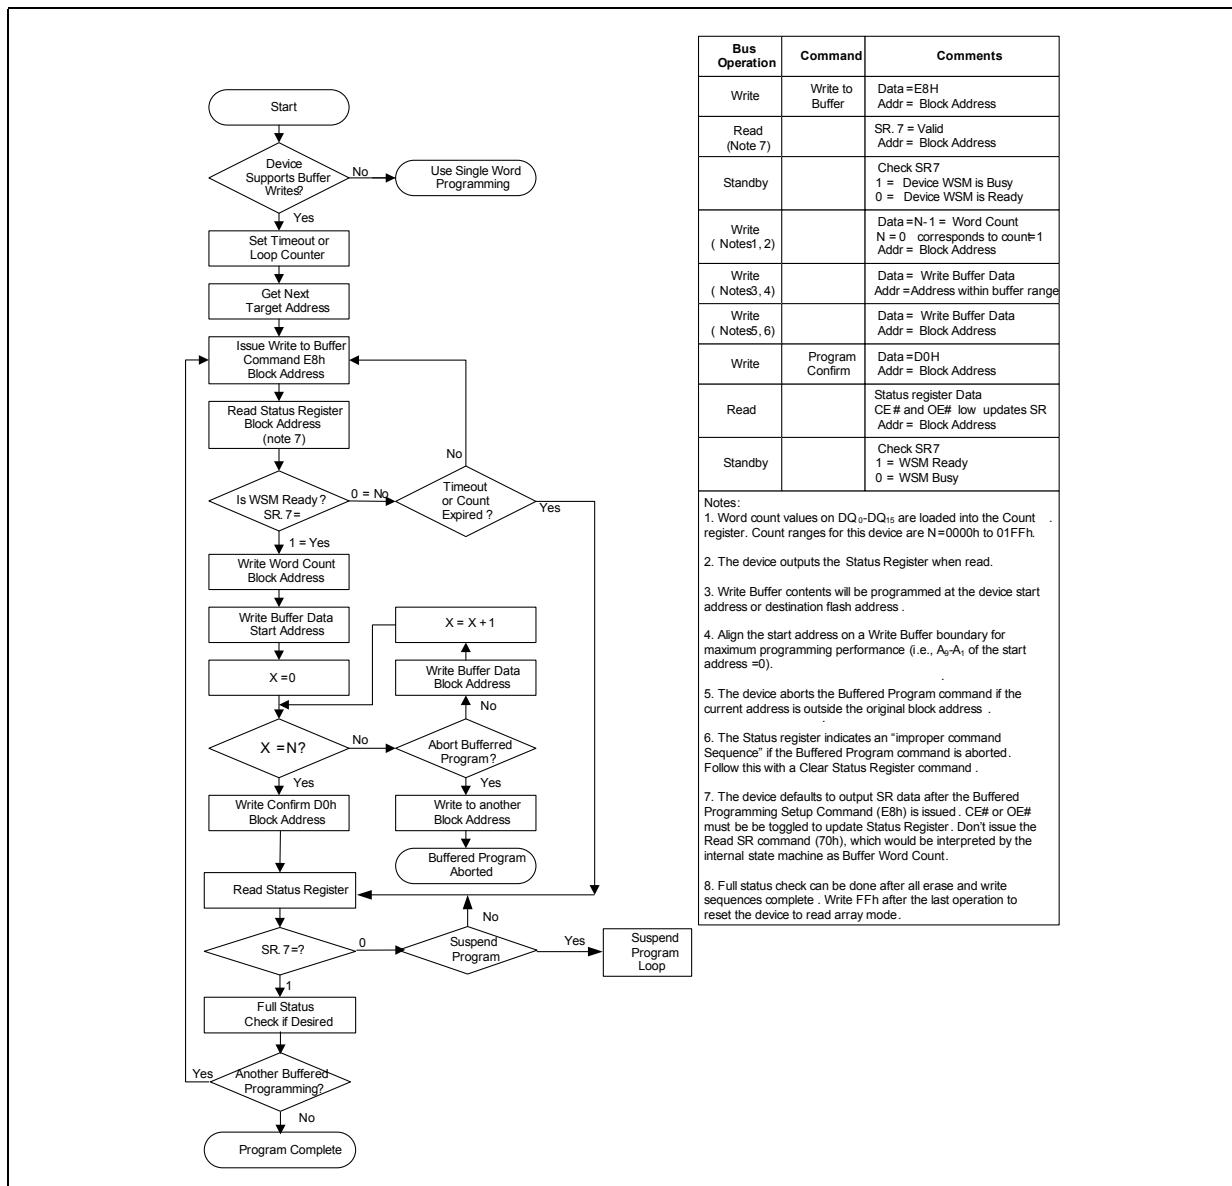 Start
Device
Supports Buffer
Writes?
No
Use Single Word
Programming
Yes
Set Timeout or
Loop Counter
Get Next
Target Address
Issue Write to Buffer
Command E8h
Block Address
Read Status Register
Block Address
(note 7)
No
Is WSM Ready?
SR. 7=
0 = No
Timeout
or Count
Expired ?
Yes
1 = Yes
Write Word Count
Block Address
Write Buffer Data
Start Address
X = X + 1
X =0
Write Buffer Data
Block Address
No
X =N?
No
Abort Bufferred
Program?
Yes
Yes
Write Confirm D0h
Block Address
Write to another
Block Address
Buffered Program
Aborted
Read Status Register
No
SR. 7=?
0
Suspend
Program
Yes
Suspend
Program
Loop
1
Full Status
Check if Desired
Yes
Another Buffered
Programming?
No
Program Complete
Bus
Operation
Command
Comments
Write
Write to
Buffer
Data =E8H
Addr = Block Address
Read
(Note 7)
SR. 7 = Valid
Addr = Block Address
Standby
Check SR7
1 = Device WSM is Busy
0 = Device WSM is Ready
Write
( Notes1, 2)
Data =N- 1 = Word Count
N = 0 corresponds to count=1
Addr = Block Address
Write
( Notes3, 4)
Data = Write Buffer Data
Addr =Address within buffer range
Write
( Notes5, 6)
Data = Write Buffer Data
Addr = Block Address
Write
Program
Confirm
Data =D0H
Addr = Block Address
Read
Status register Data
CE# and OE# low updates SR
Addr = Block Address
Standby
Check SR7
1 = WSM Ready
0 = WSM Busy
Notes:
1. Word count values on DQ0-DQ15 are loaded into the Count .
register. Count ranges for this device are N=0000h to 01FFh.
2. The device outputs the Status Register when read.
3. Write Buffer contents will be programmed at the device start
address or destination flash address .
4. Align the start address on a Write Buffer boundary for
maximum programming performance (i.e., A9-A1 of the start
address =0).
.
5. The device aborts the Buffered Program command if the
current address is outside the original block address .
.
6. The Status register indicates an “improper command
Sequence” if the Buffered Program command is aborted.
Follow this with a Clear Status Register command .
7. The device defaults to output SR data after the Buffered
Programming Setup Command (E8h) is issued . CE# or OE#
must be be toggled to update Status Register . Don’t issue the
Read SR command (70h), which would be interpreted by the
internal state machine as Buffer Word Count.
8. Full status check can be done after all erase and write
sequences complete . Write FFh after the last operation to
reset the device to read array mode.